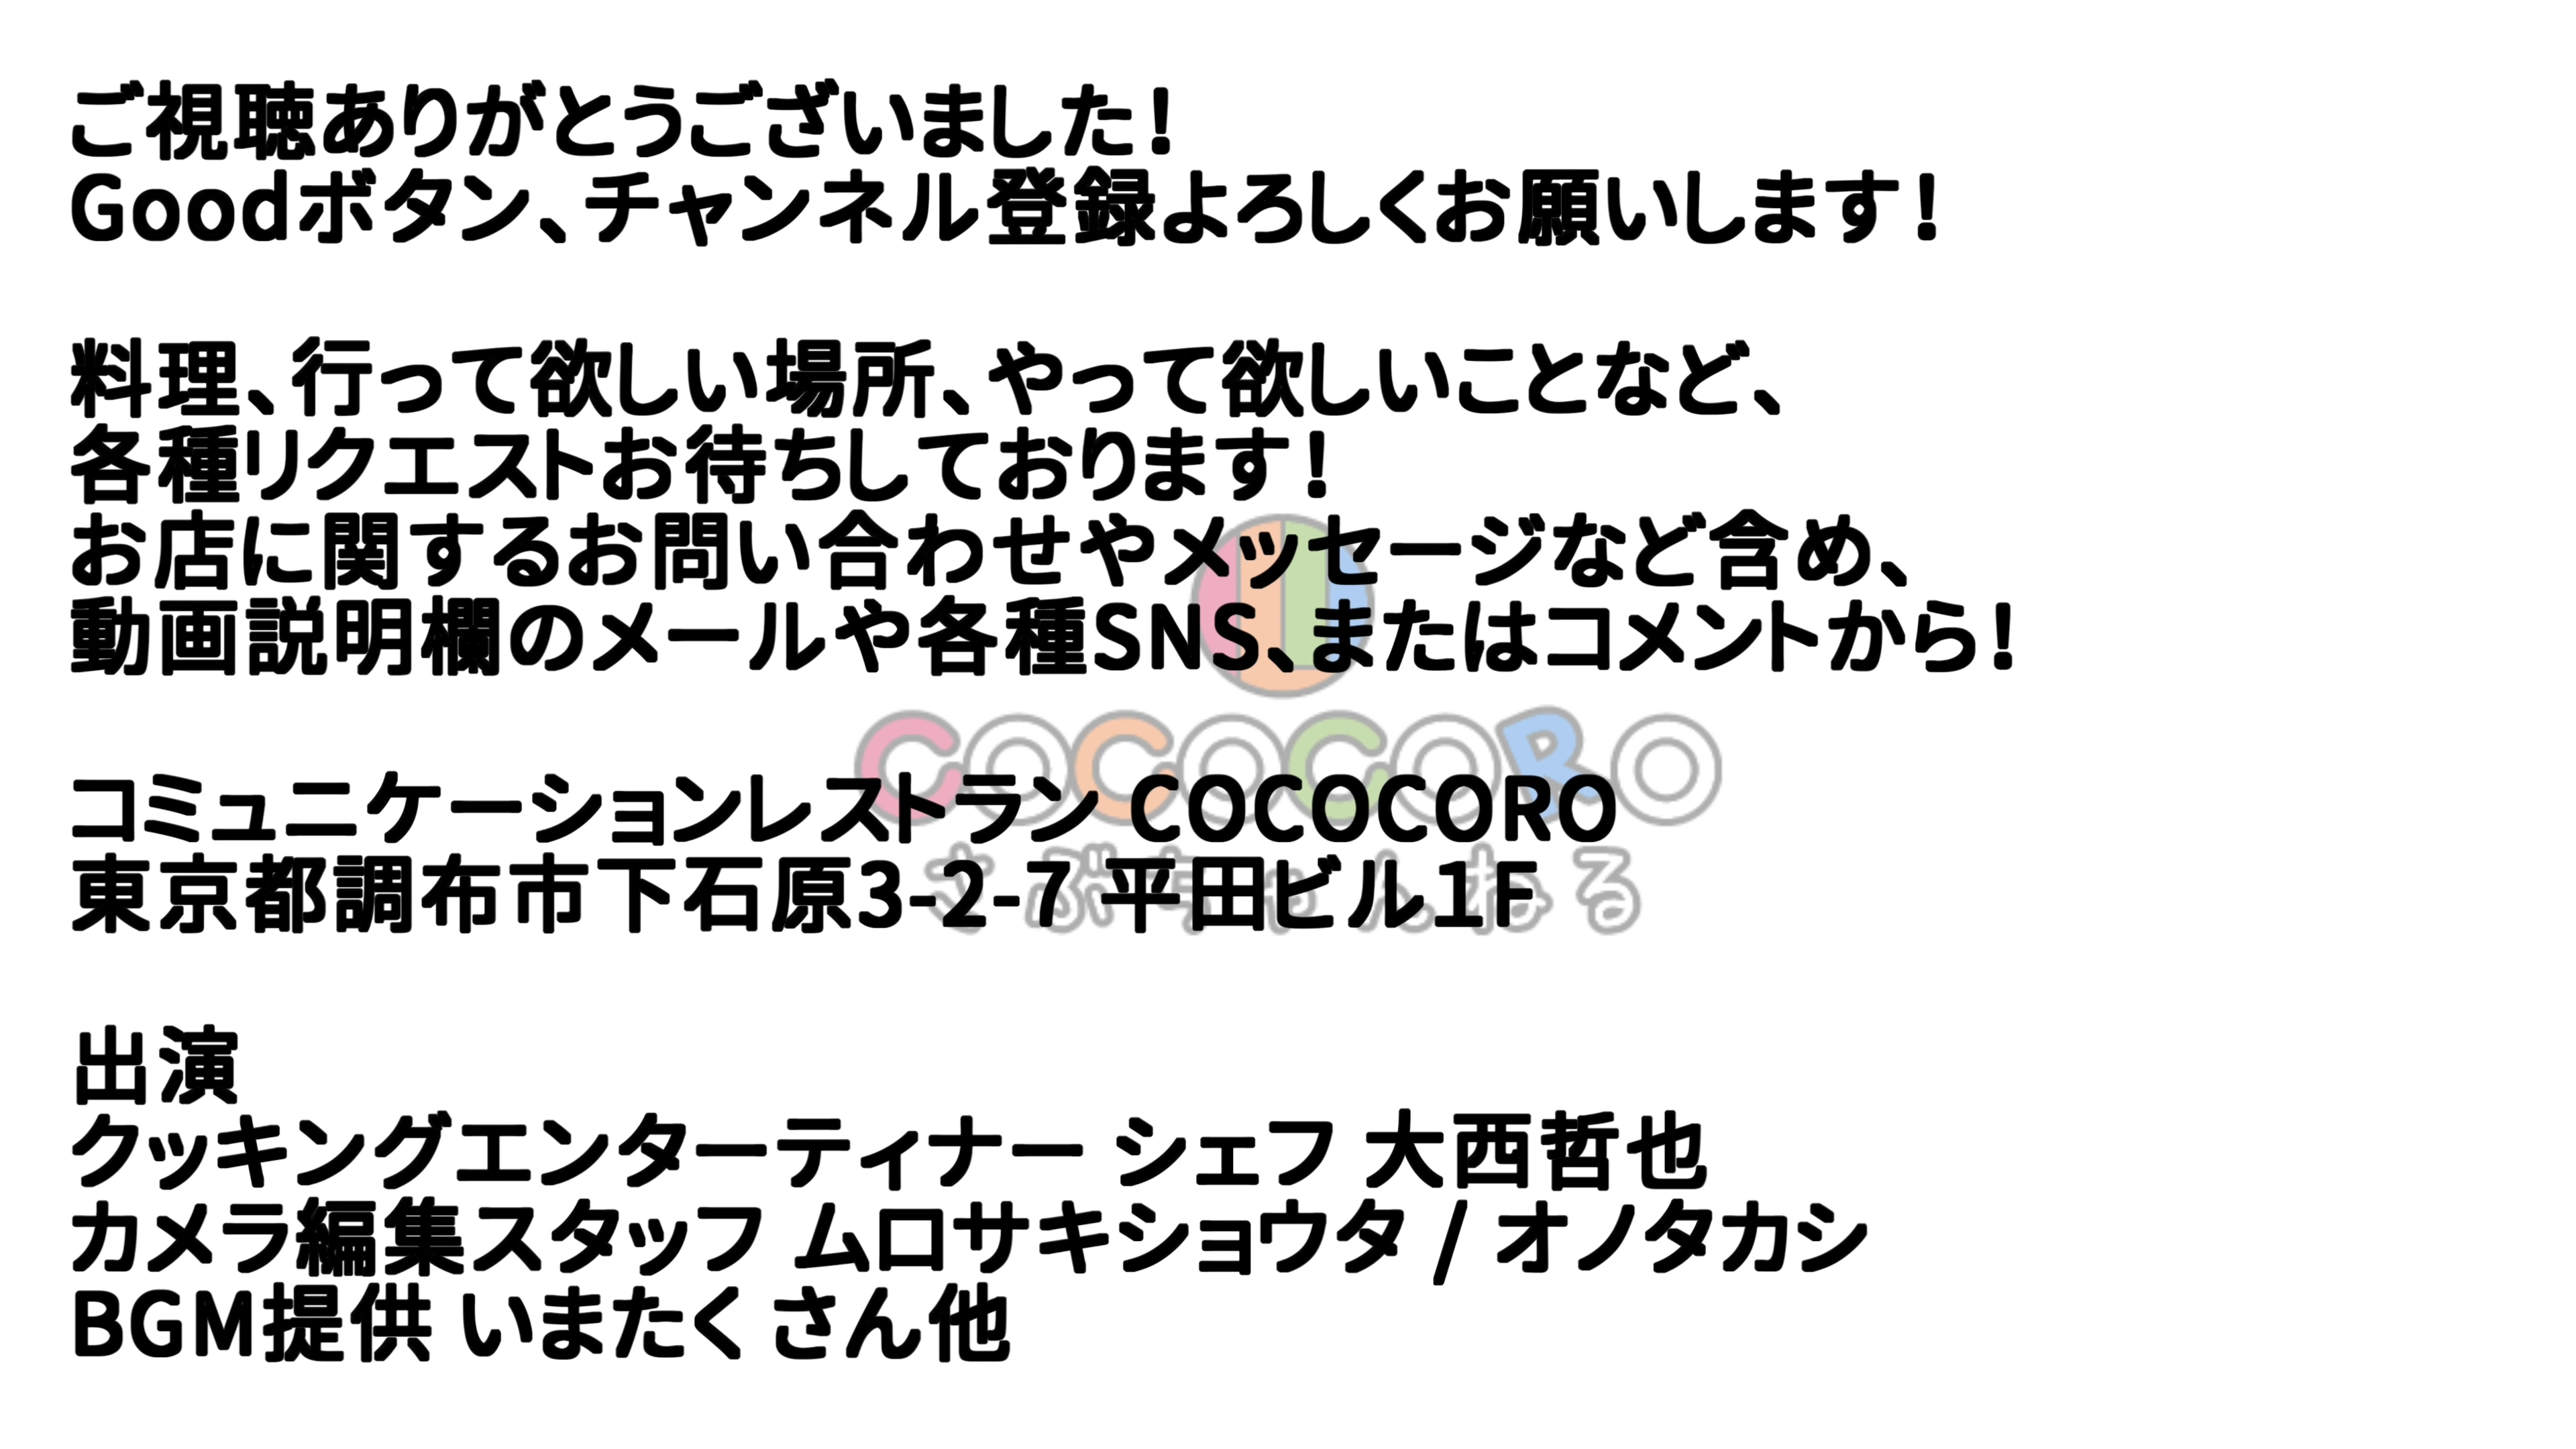 ご視聴ありがとうございました!
Goodボタン、チャンネル登録よろしくお願いします!
料理、行って欲しい場所、やって欲しいことなど、
各種リクエストお待ちしております!
お店に関するお問い合わせやメッセージなど含め、
動画説明欄のメールや各種SNS、またはコメントから!
COCOCORO
コミュニケーションレストラン COCOCORO
さぶちゃんねる
東京都調布市下石原3-2-7 平田ビル1F
出演
クッキングエンターティナー シェフ 大西哲也
カメラ編集スタッフ ムロサキショウタ / オノタカシ
BGM提供 いまたくさん他